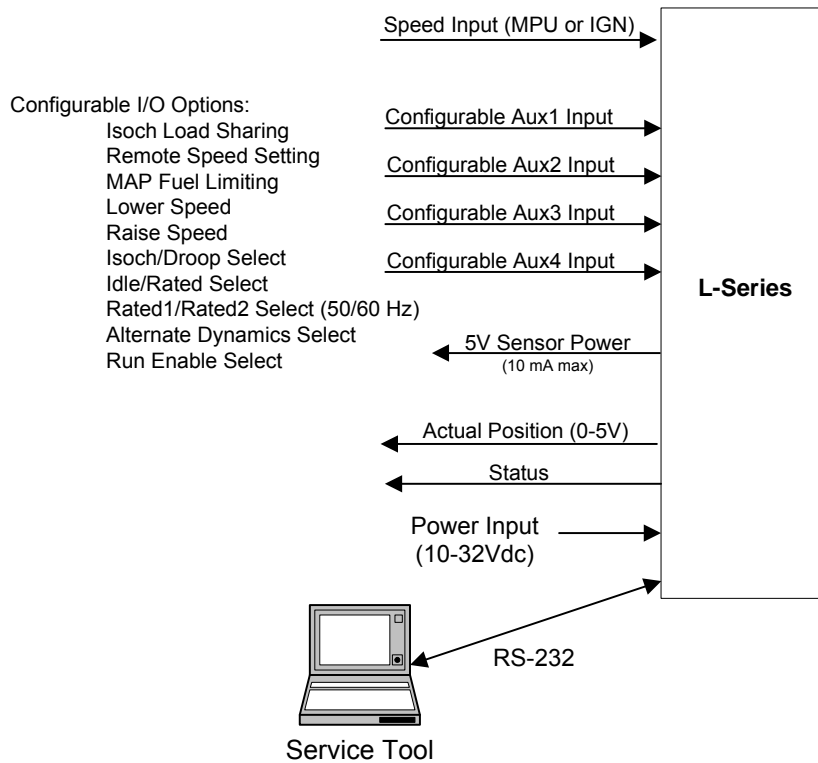 Speed Input (MPU or IGN)
Configurable I/O Options:
Isoch Load Sharing
Remote Speed Setting
MAP Fuel Limiting
Lower Speed
Raise Speed
Isoch/Droop Select
Idle/Rated Select
Rated1/Rated2 Select (50/60 Hz)
Alternate Dynamics Select
Run Enable Select
Configurable Aux1 Input
Configurable Aux2 Input
Configurable Aux3 Input
Configurable Aux4 Input
L-Series
5V Sensor Power
(10 mA max)
Actual Position (0-5V)
Status
Power Input
(10-32Vdc)
RS-232
Service Tool